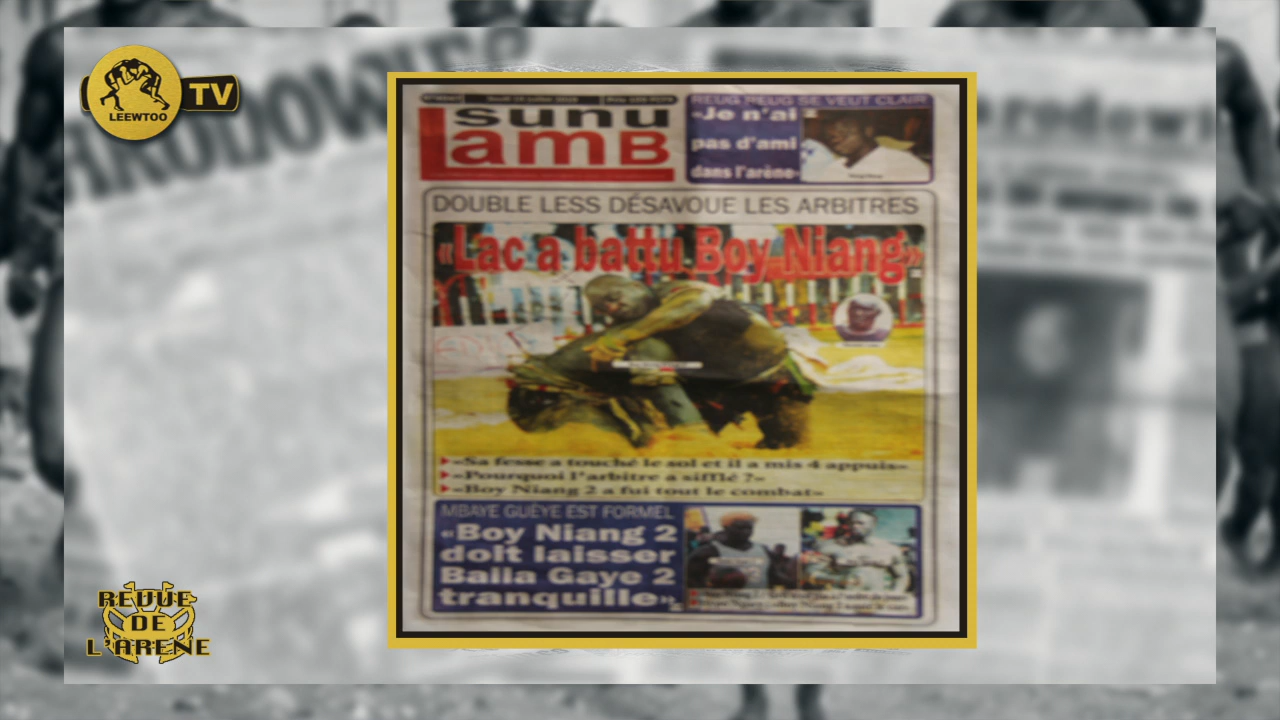 LEEWTOO
TV
sunu
Lamb
REUG REUG SE VEUT CLAIR
«Je n'ai
pas d'ami
dans l'arène»
DOUBLE LESS DÉSAVOUE LES ARBITRES
«Lac a battu Boy Niang»
«Sa fesse a touché le sol et il a mis 4 appuis»
«Pourquoi l'arbitre a sifflé ?»
«Boy Niang 2 a fui tout le combat»
MBAYE GUÈYE EST FORMEL
«Boy Niang 2
doit laisser
Balla Gaye 2
tranquille»
REVUE
DE
L'ARENE